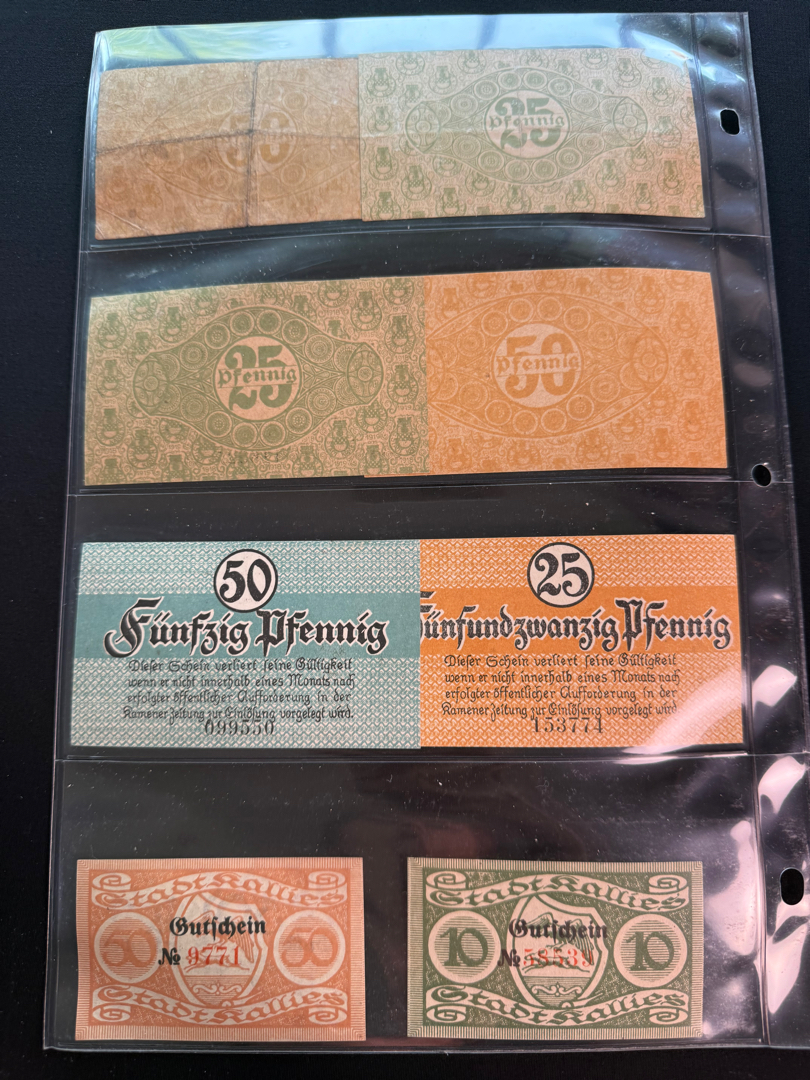 50
25
Pfennig
25
Pfennig
50
Pfennig
50
Fünfzig Pfennig
Dieser Schein verliert seine Gültigkeit
wenn er nicht innerhalb eines Monats nach
erfolgter öffentlicher Aufforderung in der
Kamener Zeitung zur Einlösung vorgelegt wird.
099550
25
ünfundzwanzig Pfennig
Dieser Schein verliert seine Gültigkeit
wenn er nicht innerhalb eines Monats nach
erfolgter öffentlicher Aufforderung in der
Kamener Zeitung zur Einlösung vorgelegt wird.
153774
Stadt Kallies
Gutschein
50 50
№ 9771
Stadt Kallies
Stadt Kallies
Gutschein
10 10
№
Stadt Kallies